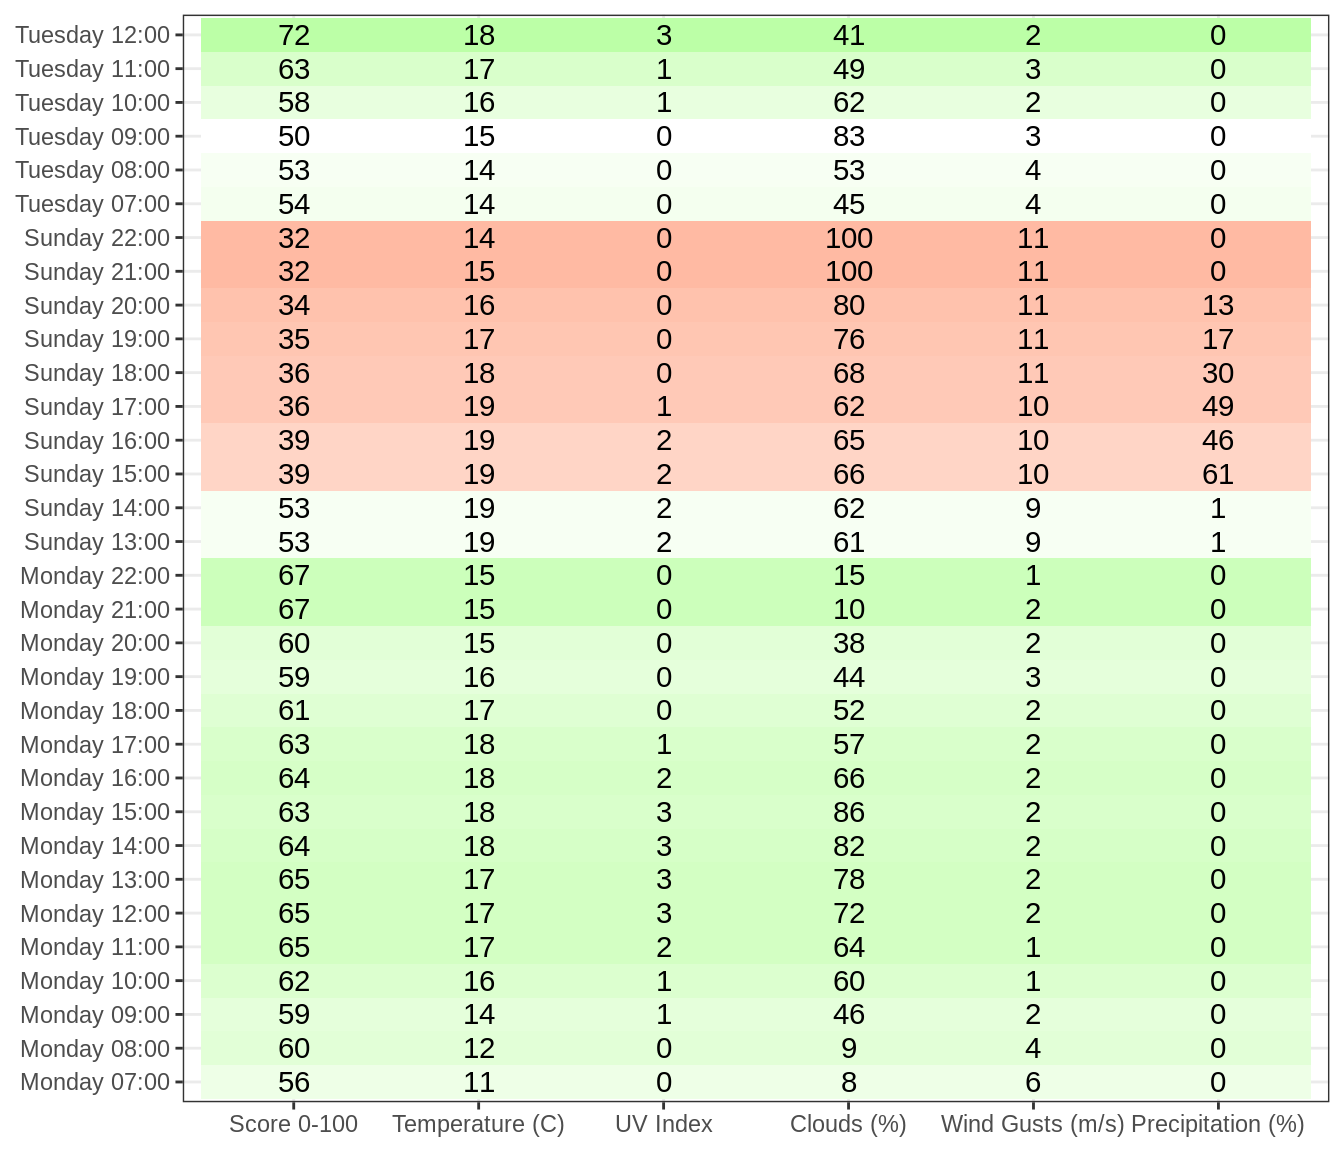 Tuesday 12:00 72 18 3 41 2 0
Tuesday 11:00 63 17 1 49 3 0
Tuesday 10:00 58 16 1 62 2 0
Tuesday 09:00 50 15 0 83 3 0
Tuesday 08:00 53 14 0 53 4 0
Tuesday 07:00 54 14 0 45 4 0
Sunday 22:00 32 14 0 100 11 0
Sunday 21:00 32 15 0 100 11 0
Sunday 20:00 34 16 0 80 11 13
Sunday 19:00 35 17 0 76 11 17
Sunday 18:00 36 18 0 68 11 30
Sunday 17:00 36 19 1 62 10 49
Sunday 16:00 39 19 2 65 10 46
Sunday 15:00 39 19 2 66 10 61
Sunday 14:00 53 19 2 62 9 1
Sunday 13:00 53 19 2 61 9 1
Monday 22:00 67 15 0 15 1 0
Monday 21:00 67 15 0 10 2 0
Monday 20:00 60 15 0 38 2 0
Monday 19:00 59 16 0 44 3 0
Monday 18:00 61 17 0 52 2 0
Monday 17:00 63 18 1 57 2 0
Monday 16:00 64 18 2 66 2 0
Monday 15:00 63 18 3 86 2 0
Monday 14:00 64 18 3 82 2 0
Monday 13:00 65 17 3 78 2 0
Monday 12:00 65 17 3 72 2 0
Monday 11:00 65 17 2 64 1 0
Monday 10:00 62 16 1 60 1 0
Monday 09:00 59 14 1 46 2 0
Monday 08:00 60 12 0 9 4 0
Monday 07:00 56 11 0 8 6 0
Score 0-100 Temperature (C) UV Index Clouds (%) Wind Gusts (m/s) Precipitation (%)